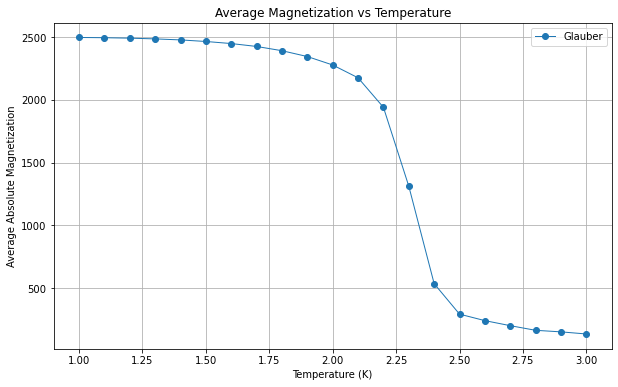 Average Magnetization vs Temperature
Glauber
Average Absolute Magnetization
2500
2000
1500
1000
500
1.00 1.25 1.50 1.75 2.00 2.25 2.50 2.75 3.00
Temperature (K)